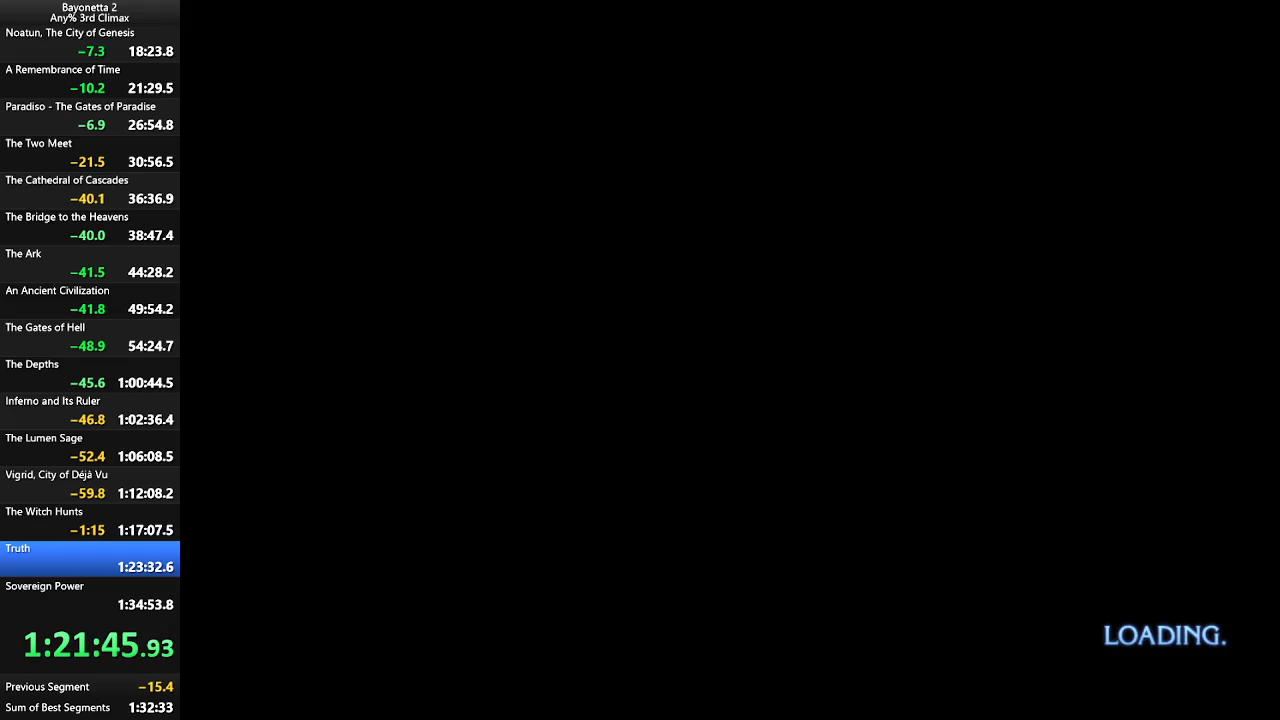 Bayonetta 2
Any% 3rd Climax
Noatun, The City of Genesis
−7.3 18:23.8
A Remembrance of Time
−10.2 21:29.5
Paradiso - The Gates of Paradise
−6.9 26:54.8
The Two Meet
−21.5 30:56.5
The Cathedral of Cascades
−40.1 36:36.9
The Bridge to the Heavens
−40.0 38:47.4
The Ark
−41.5 44:28.2
An Ancient Civilization
−41.8 49:54.2
The Gates of Hell
−48.9 54:24.7
The Depths
−45.6 1:00:44.5
Inferno and Its Ruler
−46.8 1:02:36.4
The Lumen Sage
−52.4 1:06:08.5
Vigrid, City of Déjà Vu
−59.8 1:12:08.2
The Witch Hunts
−1:15 1:17:07.5
Truth
1:23:32.6
Sovereign Power
1:34:53.8
1:21:45.93
LOADING.
Previous Segment −15.4
Sum of Best Segments 1:32:33